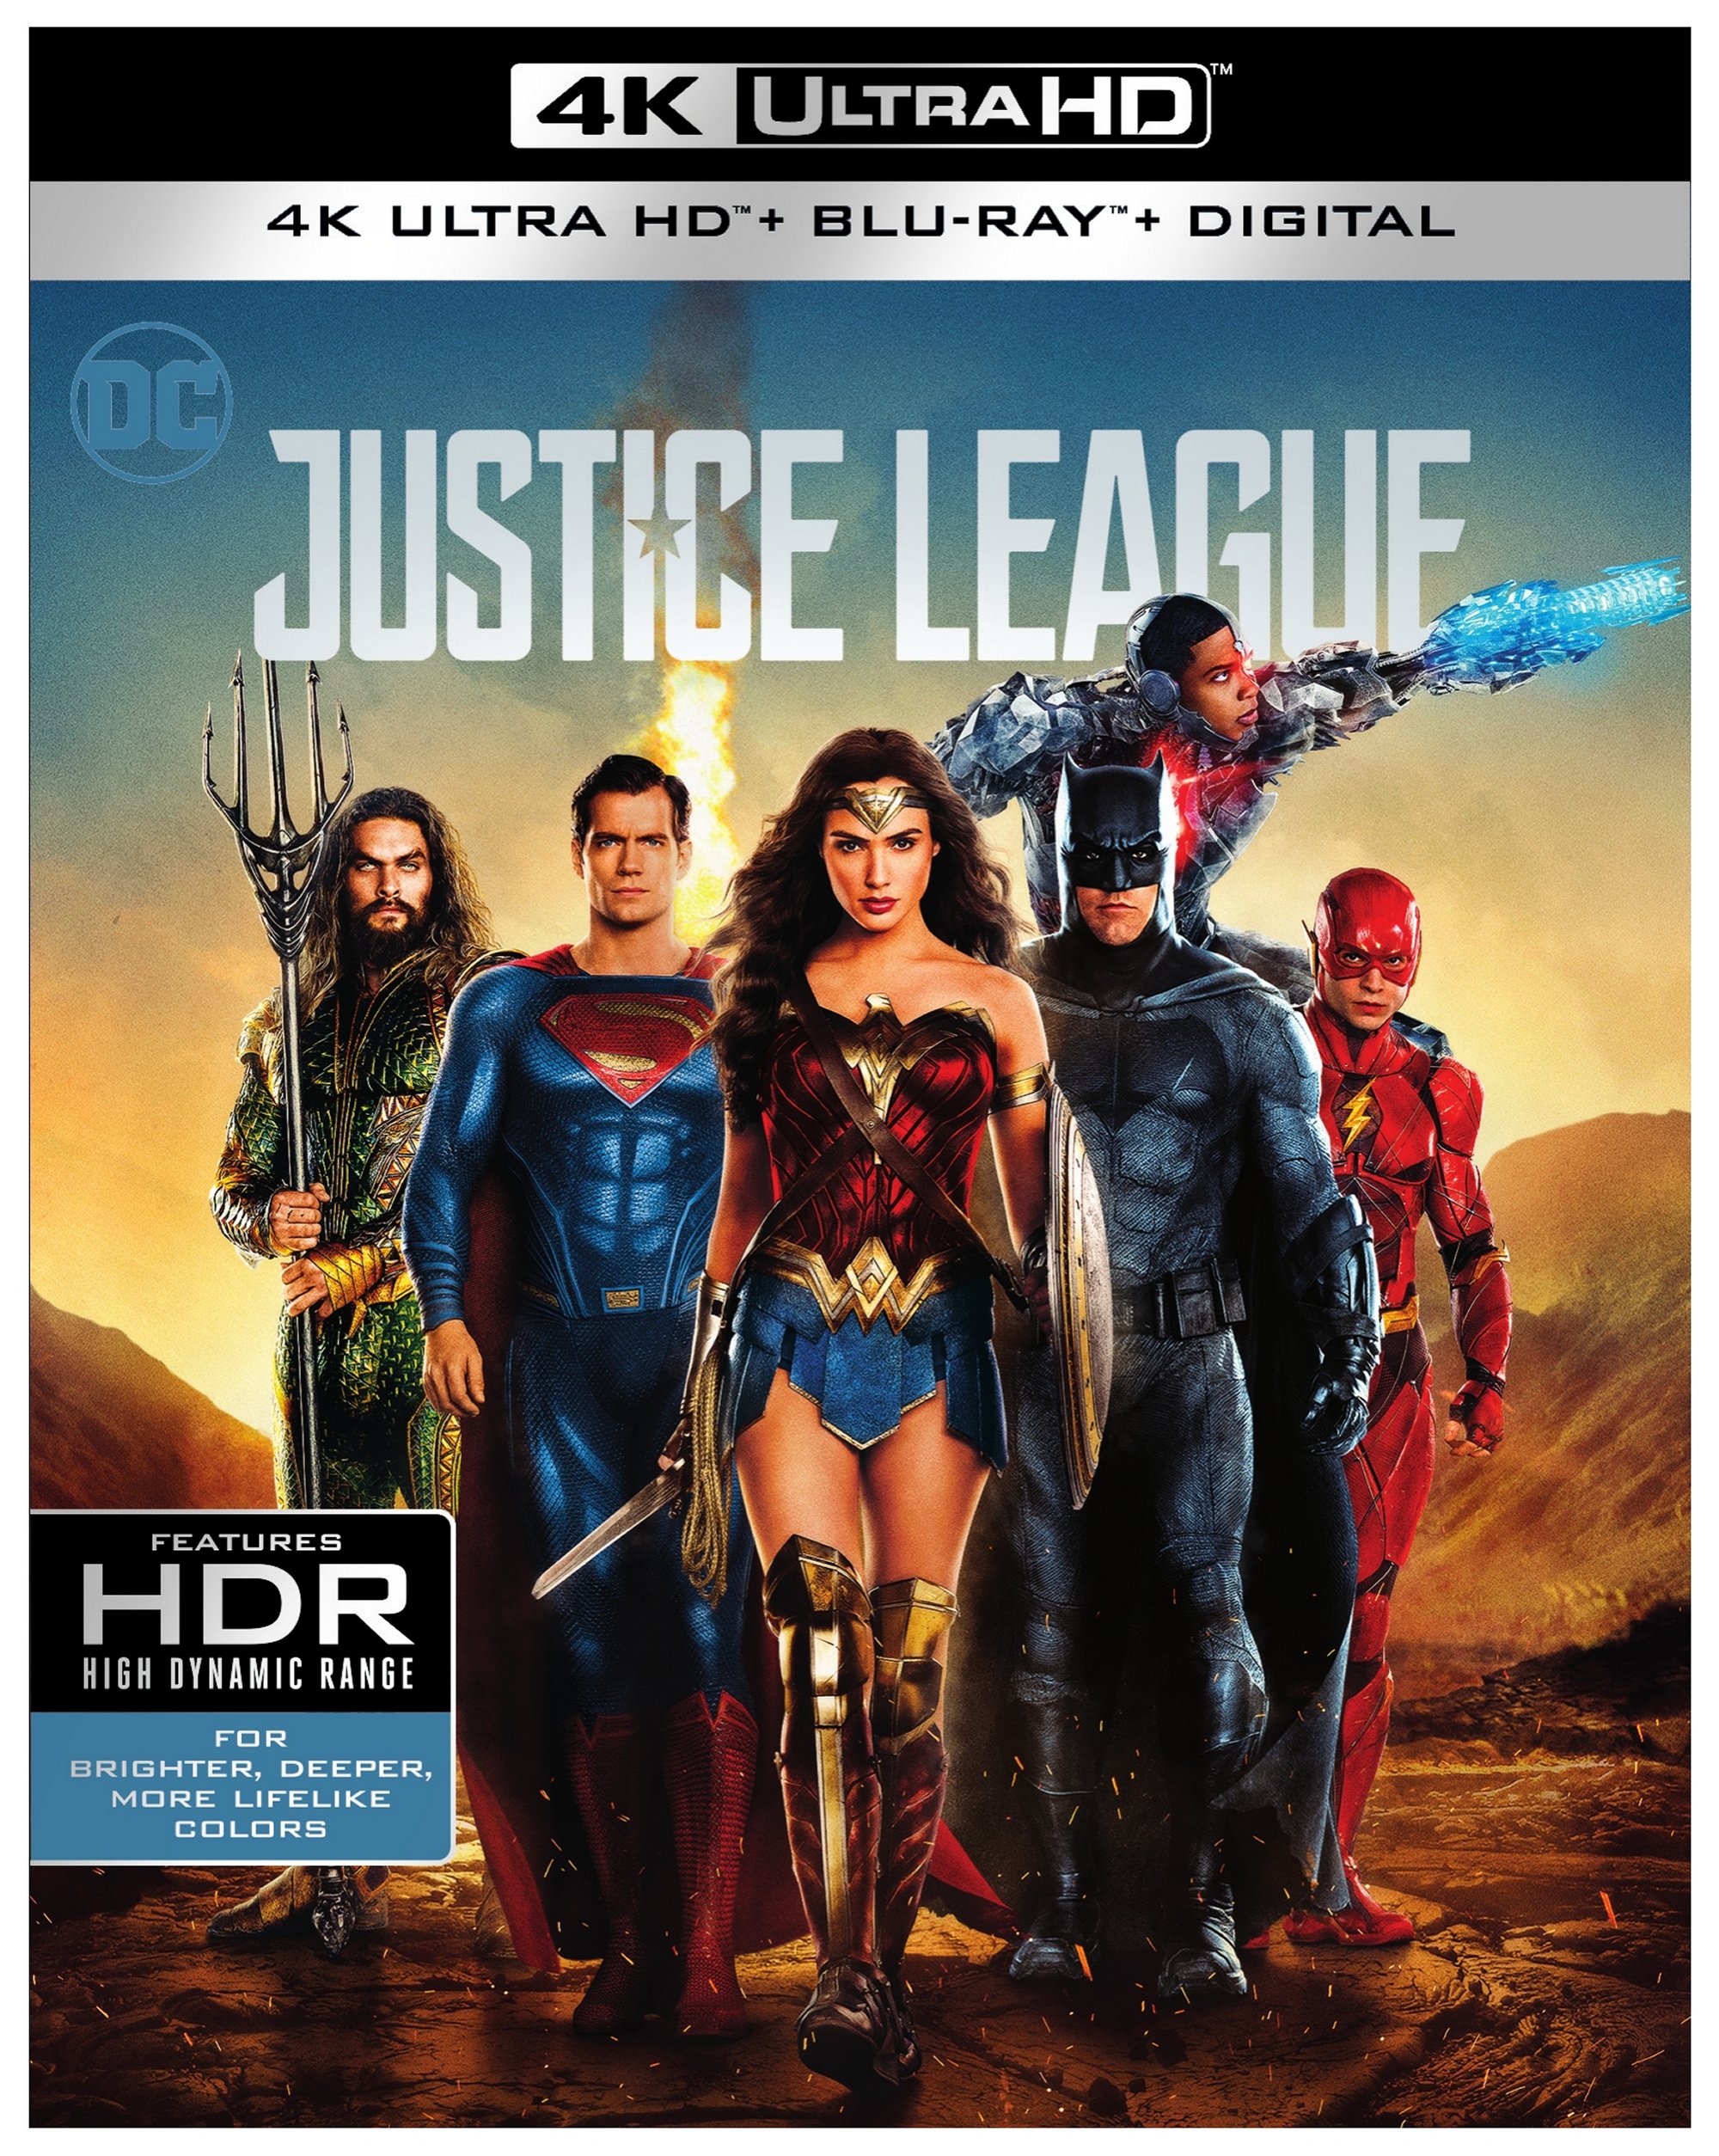 4K ULTRA HD™
4K ULTRA HD™ + BLU-RAY™ + DIGITAL
DC
JUSTICE LEAGUE
FEATURES
HDR
HIGH DYNAMIC RANGE
FOR
BRIGHTER, DEEPER,
MORE LIFELIKE
COLORS